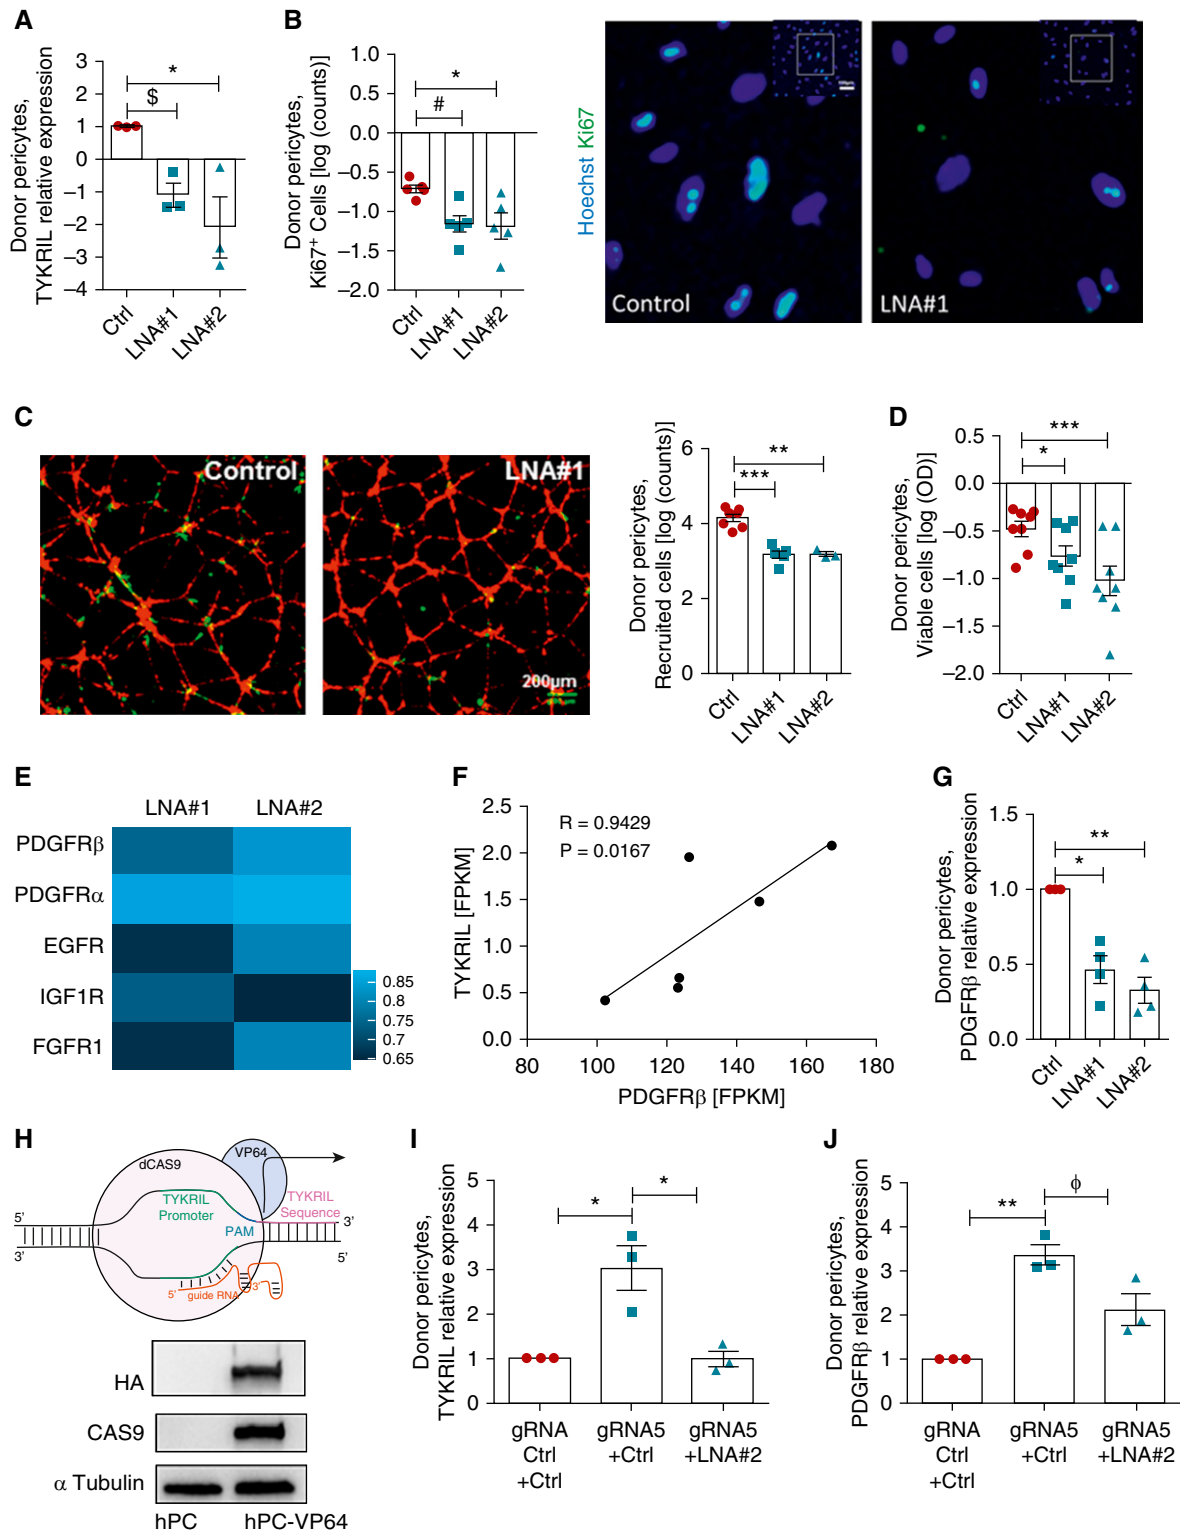 A
Donor pericytes,
TYKRIL relative expression
3
2
1
0
–1
–2
–3
–4
*
$
Ctrl
LNA#1
LNA#2
B
Donor pericytes,
Ki67+ Cells [log (counts)]
1.0
0.5
0.0
–0.5
–1.0
–1.5
–2.0
*
#
Ctrl
LNA#1
LNA#2
Hoechst Ki67
Control
LNA#1
C
Control
LNA#1
200µm
Donor pericytes,
Recruited cells [log (counts)]
6
4
2
0
**
***
Ctrl
LNA#1
LNA#2
D
Donor pericytes,
Viable cells [log (OD)]
0.5
0.0
–0.5
–1.0
–1.5
–2.0
***
*
Ctrl
LNA#1
LNA#2
E
LNA#1 LNA#2
PDGFRβ
PDGFRα
EGFR
IGF1R
FGFR1
0.85
0.8
0.75
0.7
0.65
F
TYKRIL [FPKM]
2.5
2.0
1.5
1.0
0.5
0.0
R = 0.9429
P = 0.0167
80 100 120 140 160 180
PDGFRβ [FPKM]
G
Donor pericytes,
PDGFRβ relative expression
1.5
1.0
0.5
0.0
**
*
Ctrl
LNA#1
LNA#2
H
dCAS9
VP64
TYKRIL
Promoter
TYKRIL
Sequence
PAM
5′
3′
3′
5′
5′
guide RNA
3′
HA
CAS9
α Tubulin
hPC hPC-VP64
I
Donor pericytes,
TYKRIL relative expression
5
4
3
2
1
0
*
*
gRNA
Ctrl
+Ctrl
gRNA5
+Ctrl
gRNA5
+LNA#2
J
Donor pericytes,
PDGFRβ relative expression
5
4
3
2
1
0
**
ϕ
gRNA
Ctrl
+Ctrl
gRNA5
+Ctrl
gRNA5
+LNA#2